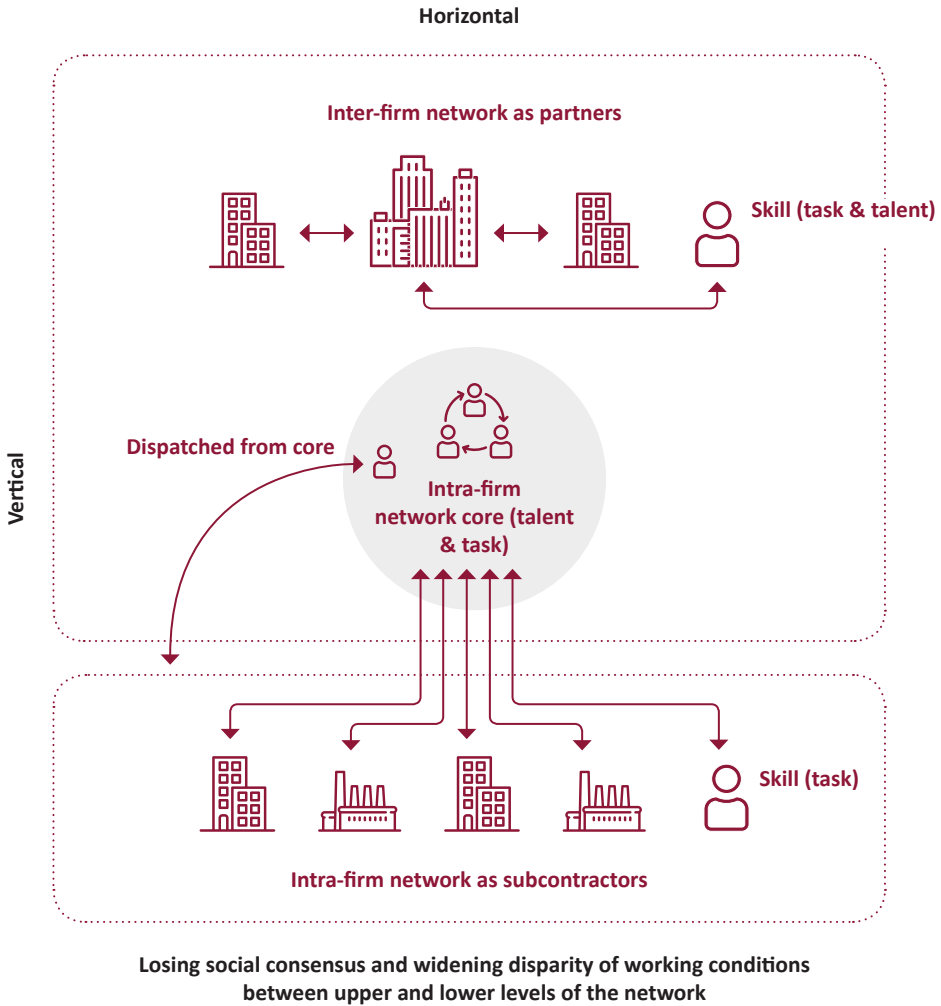 Horizontal
Inter-firm network as partners
Skill (task & talent)
Vertical
Dispatched from core
Intra-firm
network core (talent
& task)
Skill (task)
Intra-firm network as subcontractors
Losing social consensus and widening disparity of working conditions
between upper and lower levels of the network